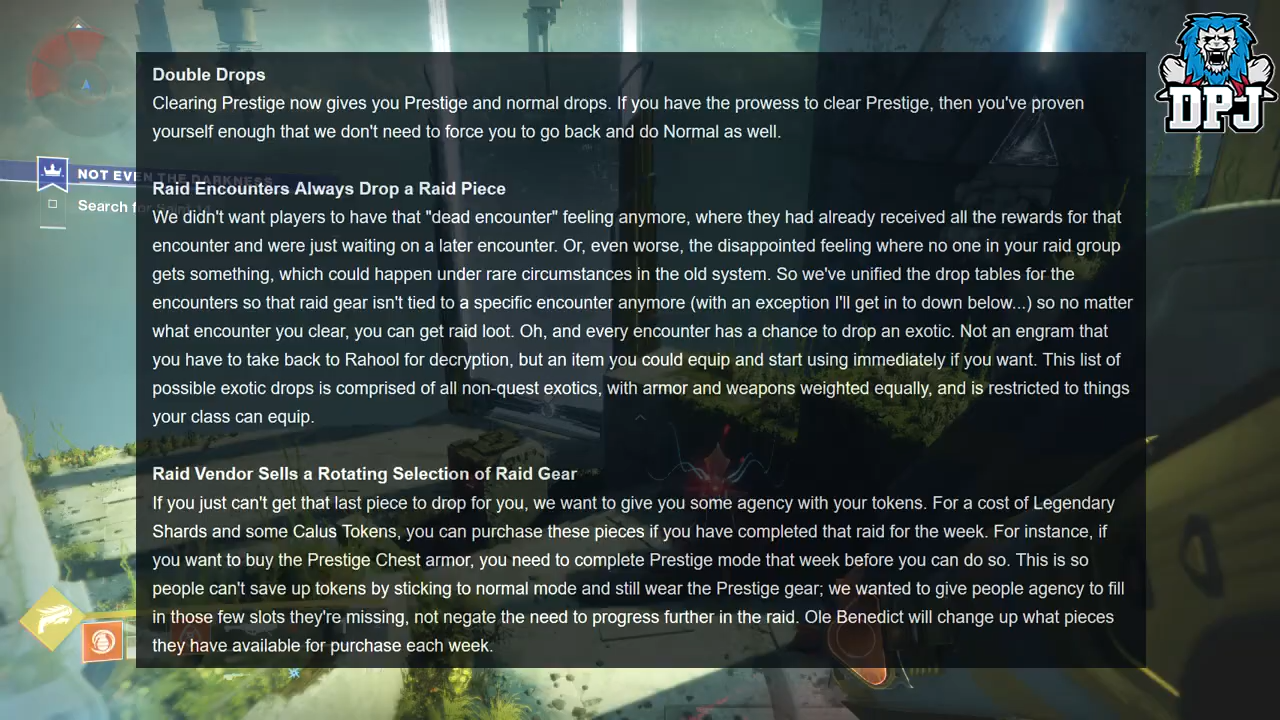 Double Drops
Clearing Prestige now gives you Prestige and normal drops. If you have the prowess to clear Prestige, then you've proven
yourself enough that we don't need to force you to go back and do Normal as well.
NOT EVEN THE DARKNESS
Raid Encounters Always Drop a Raid Piece
Search for Saint-14
We didn't want players to have that "dead encounter" feeling anymore, where they had already received all the rewards for that
encounter and were just waiting on a later encounter. Or, even worse, the disappointed feeling where no one in your raid group
gets something, which could happen under rare circumstances in the old system. So we've unified the drop tables for the
encounters so that raid gear isn't tied to a specific encounter anymore (with an exception I'll get in to down below...) so no matter
what encounter you clear, you can get raid loot. Oh, and every encounter has a chance to drop an exotic. Not an engram that
you have to take back to Rahool for decryption, but an item you could equip and start using immediately if you want. This list of
possible exotic drops is comprised of all non-quest exotics, with armor and weapons weighted equally, and is restricted to things
your class can equip.
Raid Vendor Sells a Rotating Selection of Raid Gear
If you just can't get that last piece to drop for you, we want to give you some agency with your tokens. For a cost of Legendary
Shards and some Calus Tokens, you can purchase these pieces if you have completed that raid for the week. For instance, if
you want to buy the Prestige Chest armor, you need to complete Prestige mode that week before you can do so. This is so
people can't save up tokens by sticking to normal mode and still wear the Prestige gear; we wanted to give people agency to fill
in those few slots they're missing, not negate the need to progress further in the raid. Ole Benedict will change up what pieces
they have available for purchase each week.
DPJ